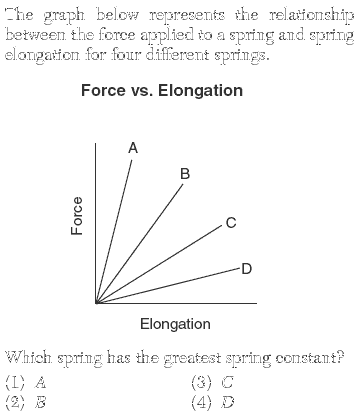 The graph below represents the relationship
between the force applied to a spring and spring
elongation for four different springs.
Force vs. Elongation
A
B
C
D
Force
Elongation
Which spring has the greatest spring constant?
(1) A (3) C
(2) B (4) D